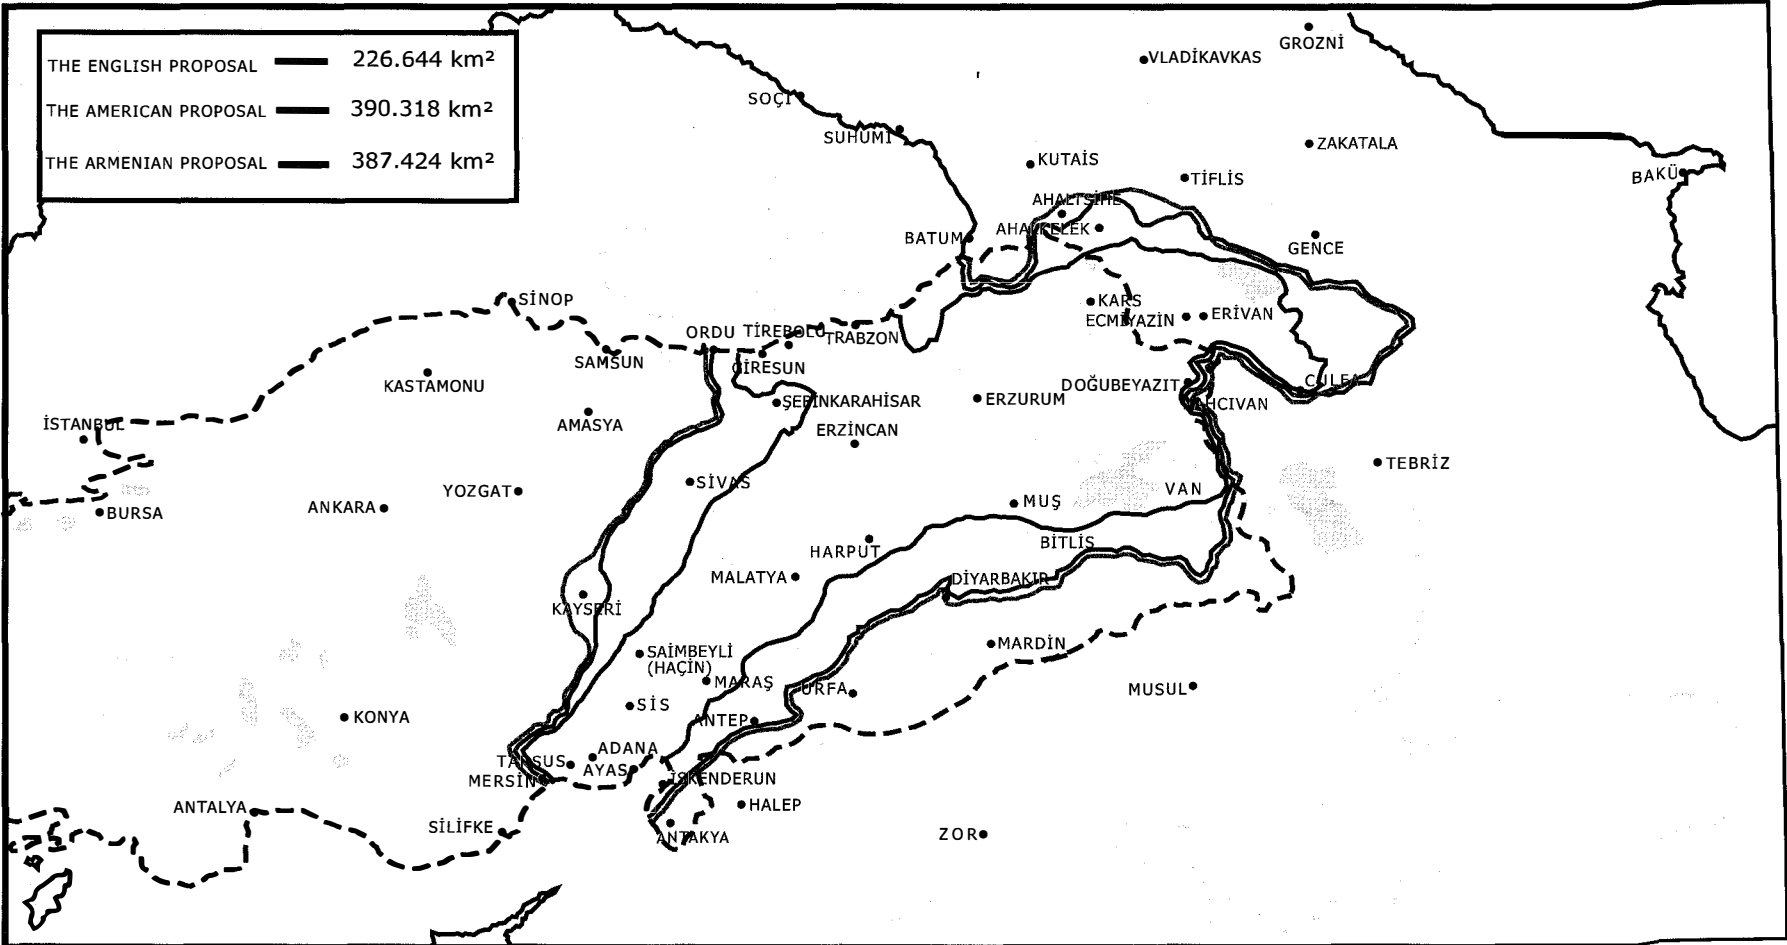 THE ENGLISH PROPOSAL 226.644 km²
THE AMERICAN PROPOSAL 390.318 km²
THE ARMENIAN PROPOSAL 387.424 km²
GROZNİ
VLADİKAVKAS
SOÇİ
SUHUMİ
ZAKATALA
KUTAİS
TİFLİS
BAKÜ
AHALTSIHE
AHALKELEK
BATUM
GENCE
SİNOP
KARS
ECMİYAZİN
ERİVAN
ORDU
TİREBOLU
TRABZON
SAMSUN
GİRESUN
KASTAMONU
DOĞUBEYAZIT
CULFA
ŞEBİNKARAHİSAR
ERZURUM
NAHCIVAN
İSTANBUL
AMASYA
ERZİNCAN
TEBRİZ
SİVAS
YOZGAT
VAN
ANKARA
BURSA
MUŞ
BİTLİS
HARPUT
MALATYA
DİYARBAKIR
KAYSERİ
MARDİN
SAİMBEYLİ
(HAÇİN)
MARAŞ
URFA
MUSUL
SİS
KONYA
ANTEP
ADANA
TARSUS
AYAS
MERSİN
İSKENDERUN
HALEP
ANTALYA
SİLİFKE
ANTAKYA
ZOR